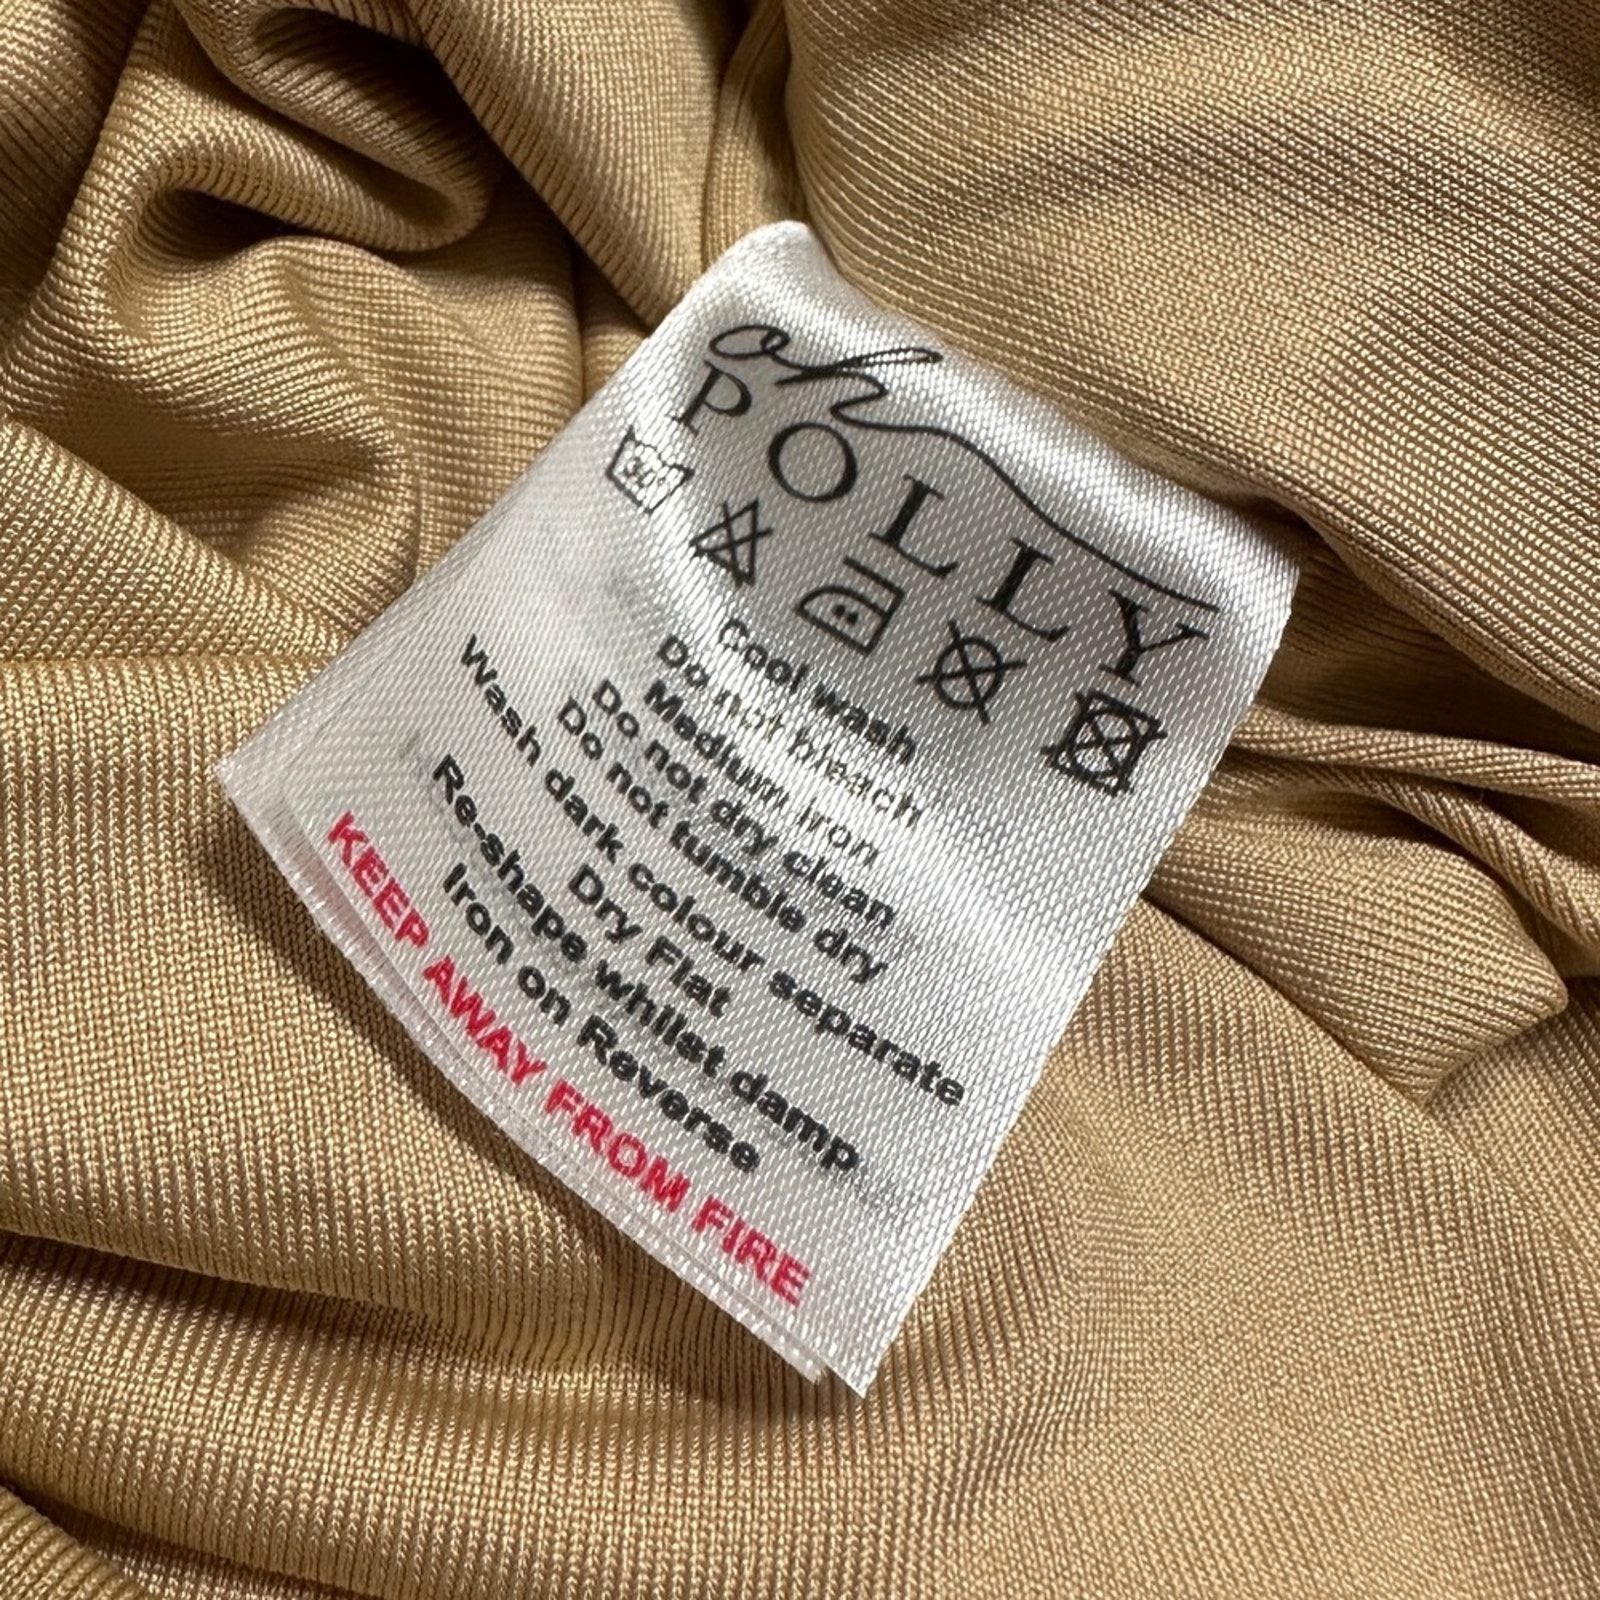 oh
POLLY
30°
Cool wash
Do not bleach
Medium iron
Do not dry clean
Do not tumble dry
Wash dark colour separate
Dry Flat
Re-shape whilst damp
Iron on Reverse
KEEP AWAY FROM FIRE